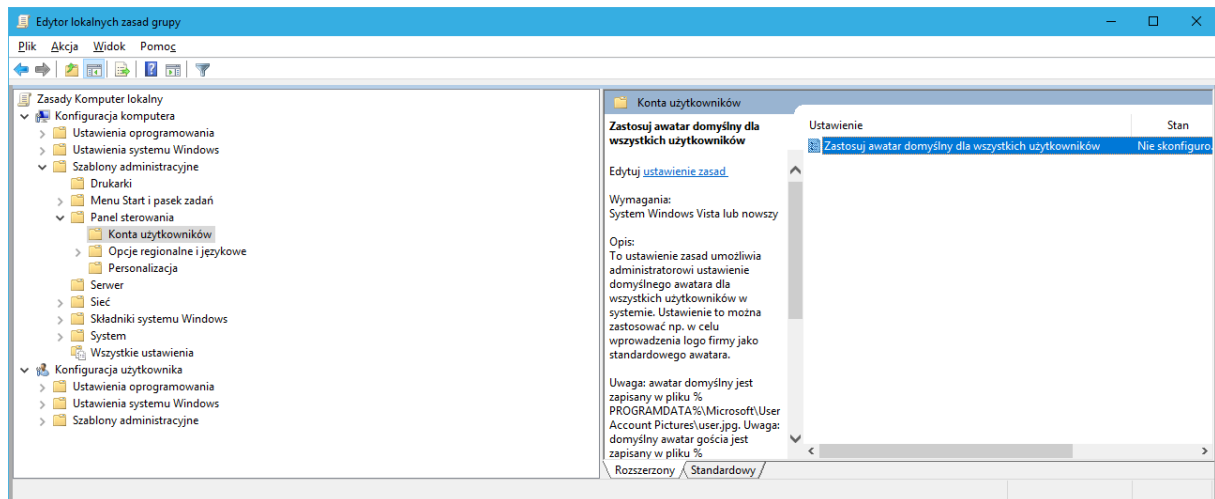 Edytor lokalnych zasad grupy
Plik Akcja Widok Pomoc
Zasady Komputer lokalny
Konfiguracja komputera
Ustawienia oprogramowania
Ustawienia systemu Windows
Szablony administracyjne
Drukarki
Menu Start i pasek zadań
Panel sterowania
Konta użytkowników
Opcje regionalne i językowe
Personalizacja
Serwer
Sieć
Składniki systemu Windows
System
Wszystkie ustawienia
Konfiguracja użytkownika
Ustawienia oprogramowania
Ustawienia systemu Windows
Szablony administracyjne
Konta użytkowników
Zastosuj awatar domyślny dla
wszystkich użytkowników
Edytuj ustawienie zasad
Wymagania:
System Windows Vista lub nowszy
Opis:
To ustawienie zasad umożliwia
administratorowi ustawienie
domyślnego awatara dla
wszystkich użytkowników w
systemie. Ustawienie to można
zastosować np. w celu
wprowadzenia logo firmy jako
standardowego awatara.
Uwaga: awatar domyślny jest
zapisany w pliku %
PROGRAMDATA%\Microsoft\User
Account Pictures\user.jpg. Uwaga:
domyślny awatar gościa jest
zapisany w pliku %
Ustawienie Stan
Zastosuj awatar domyślny dla wszystkich użytkowników Nie skonfiguro
Rozszerzony Standardowy